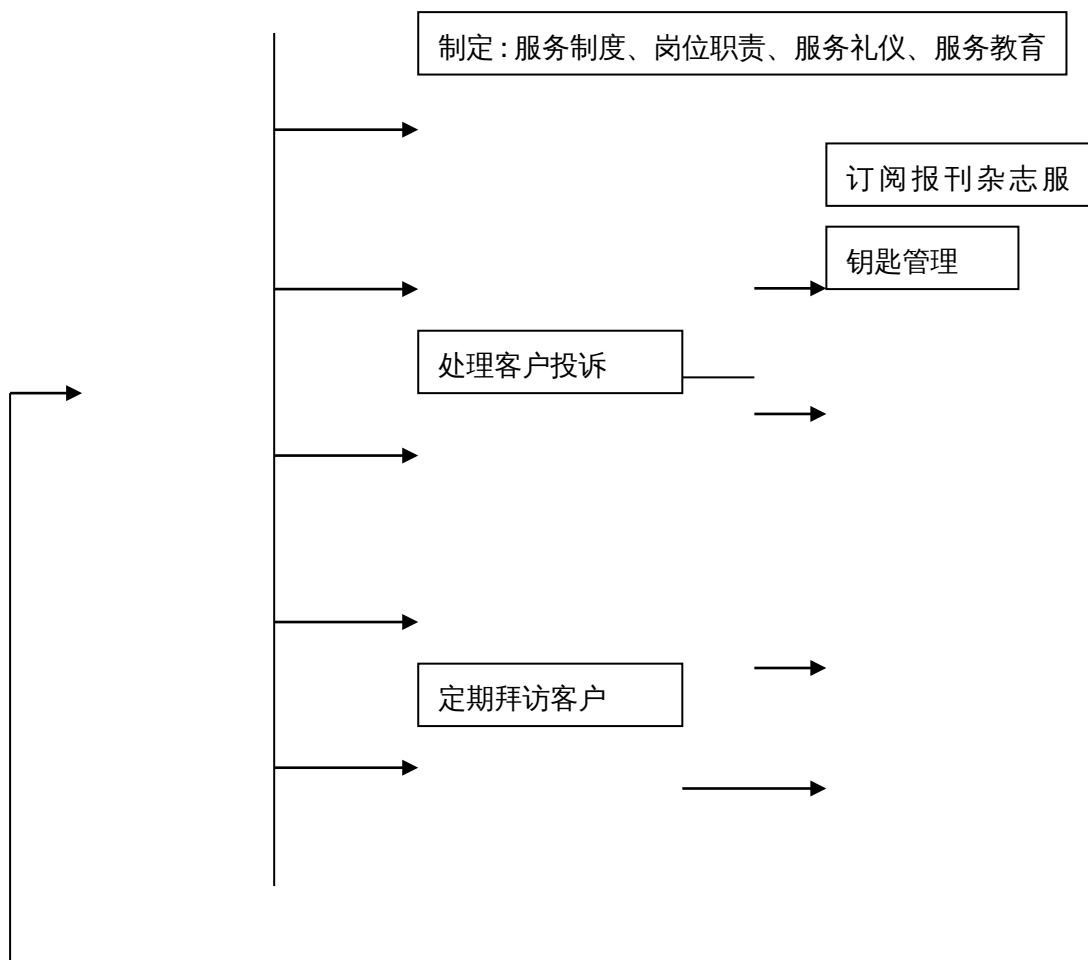 制定:服务制度、岗位职责、服务礼仪、服务教育
订阅报刊杂志服
钥匙管理
处理客户投诉
定期拜访客户